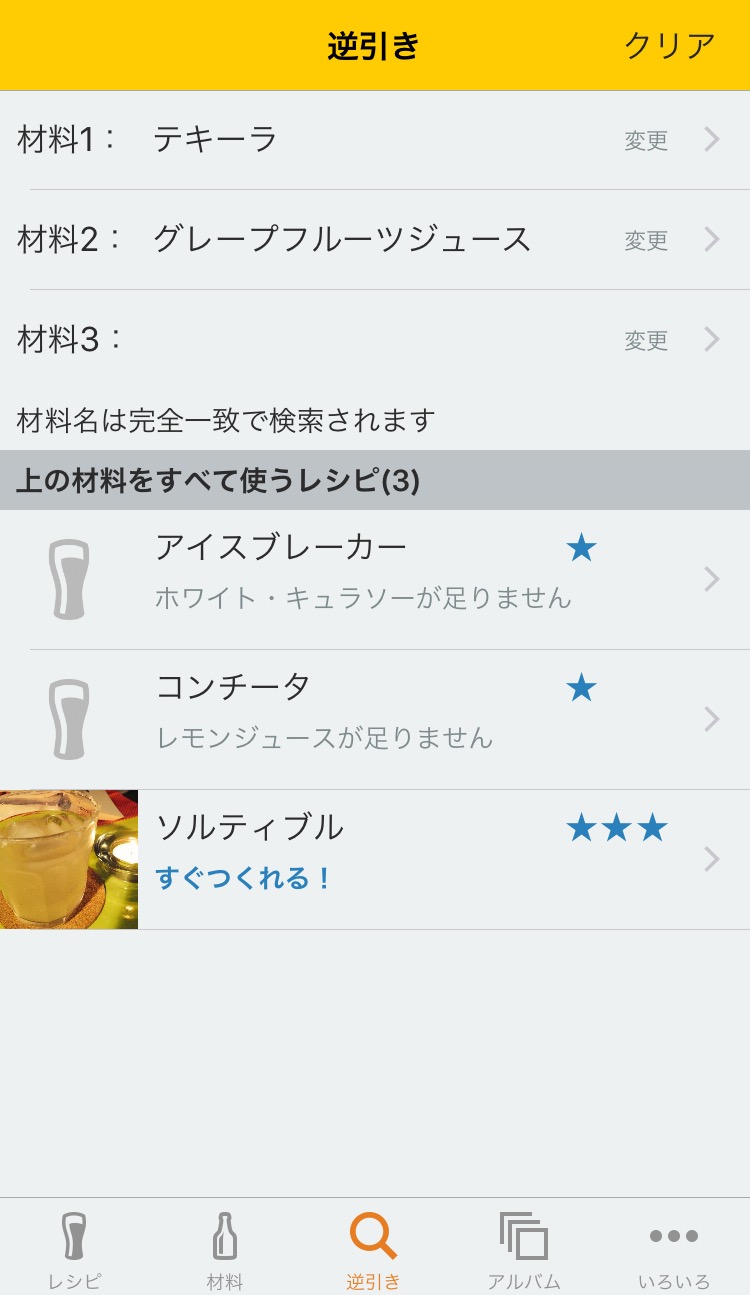 逆引き クリア
材料1： テキーラ 変更
材料2： グレープフルーツジュース 変更
材料3： 変更
材料名は完全一致で検索されます
上の材料をすべて使うレシピ(3)
アイスブレーカー ★
ホワイト・キュラソーが足りません
コンチータ ★
レモンジュースが足りません
ソルティブル ★★★
すぐつくれる！
レシピ 材料 逆引き アルバム いろいろ